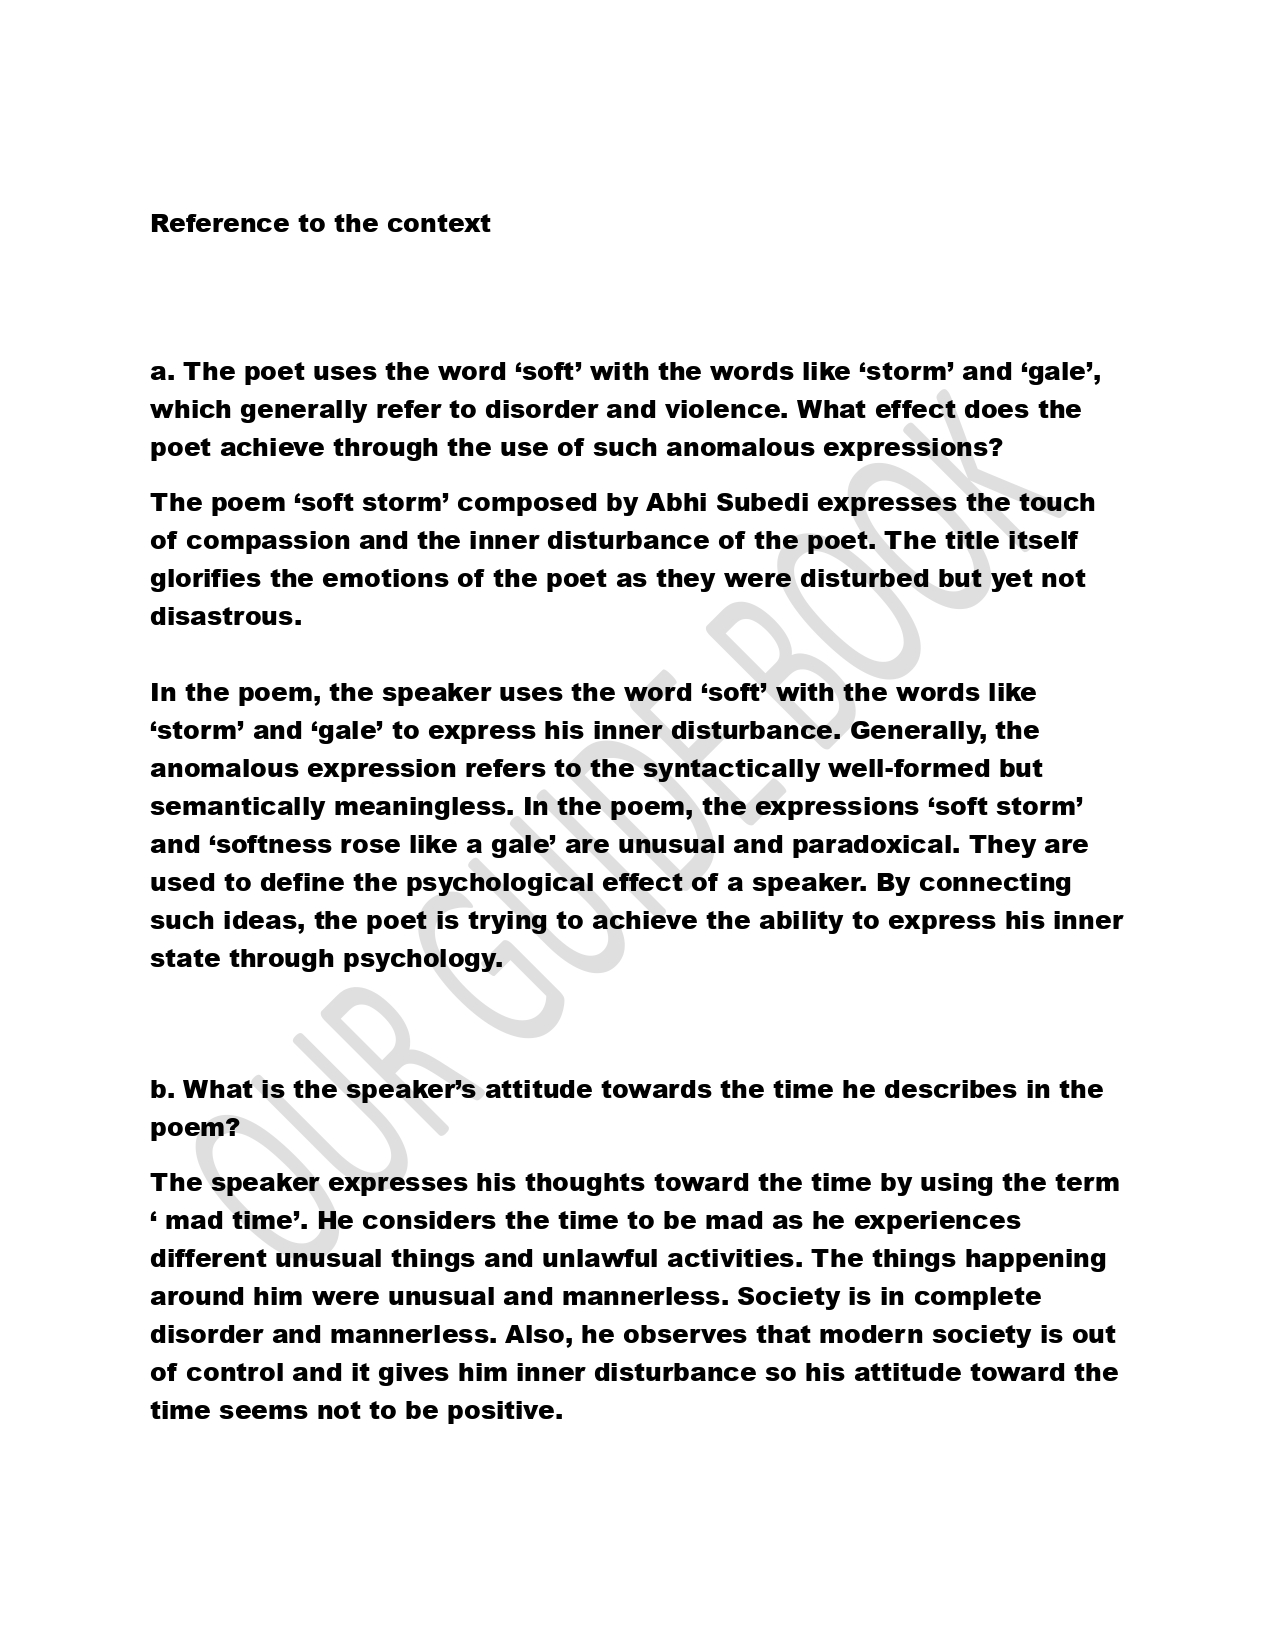 Reference to the context
a. The poet uses the word ‘soft’ with the words like ‘storm’ and ‘gale’,
which generally refer to disorder and violence. What effect does the
poet achieve through the use of such anomalous expressions?
The poem ‘soft storm’ composed by Abhi Subedi expresses the touch
of compassion and the inner disturbance of the poet. The title itself
glorifies the emotions of the poet as they were disturbed but yet not
disastrous.
In the poem, the speaker uses the word ‘soft’ with the words like
‘storm’ and ‘gale’ to express his inner disturbance. Generally, the
anomalous expression refers to the syntactically well-formed but
semantically meaningless. In the poem, the expressions ‘soft storm’
and ‘softness rose like a gale’ are unusual and paradoxical. They are
used to define the psychological effect of a speaker. By connecting
such ideas, the poet is trying to achieve the ability to express his inner
state through psychology.
b. What is the speaker’s attitude towards the time he describes in the
poem?
The speaker expresses his thoughts toward the time by using the term
‘ mad time’. He considers the time to be mad as he experiences
different unusual things and unlawful activities. The things happening
around him were unusual and mannerless. Society is in complete
disorder and mannerless. Also, he observes that modern society is out
of control and it gives him inner disturbance so his attitude toward the
time seems not to be positive.
OUR GUIDE BOOK